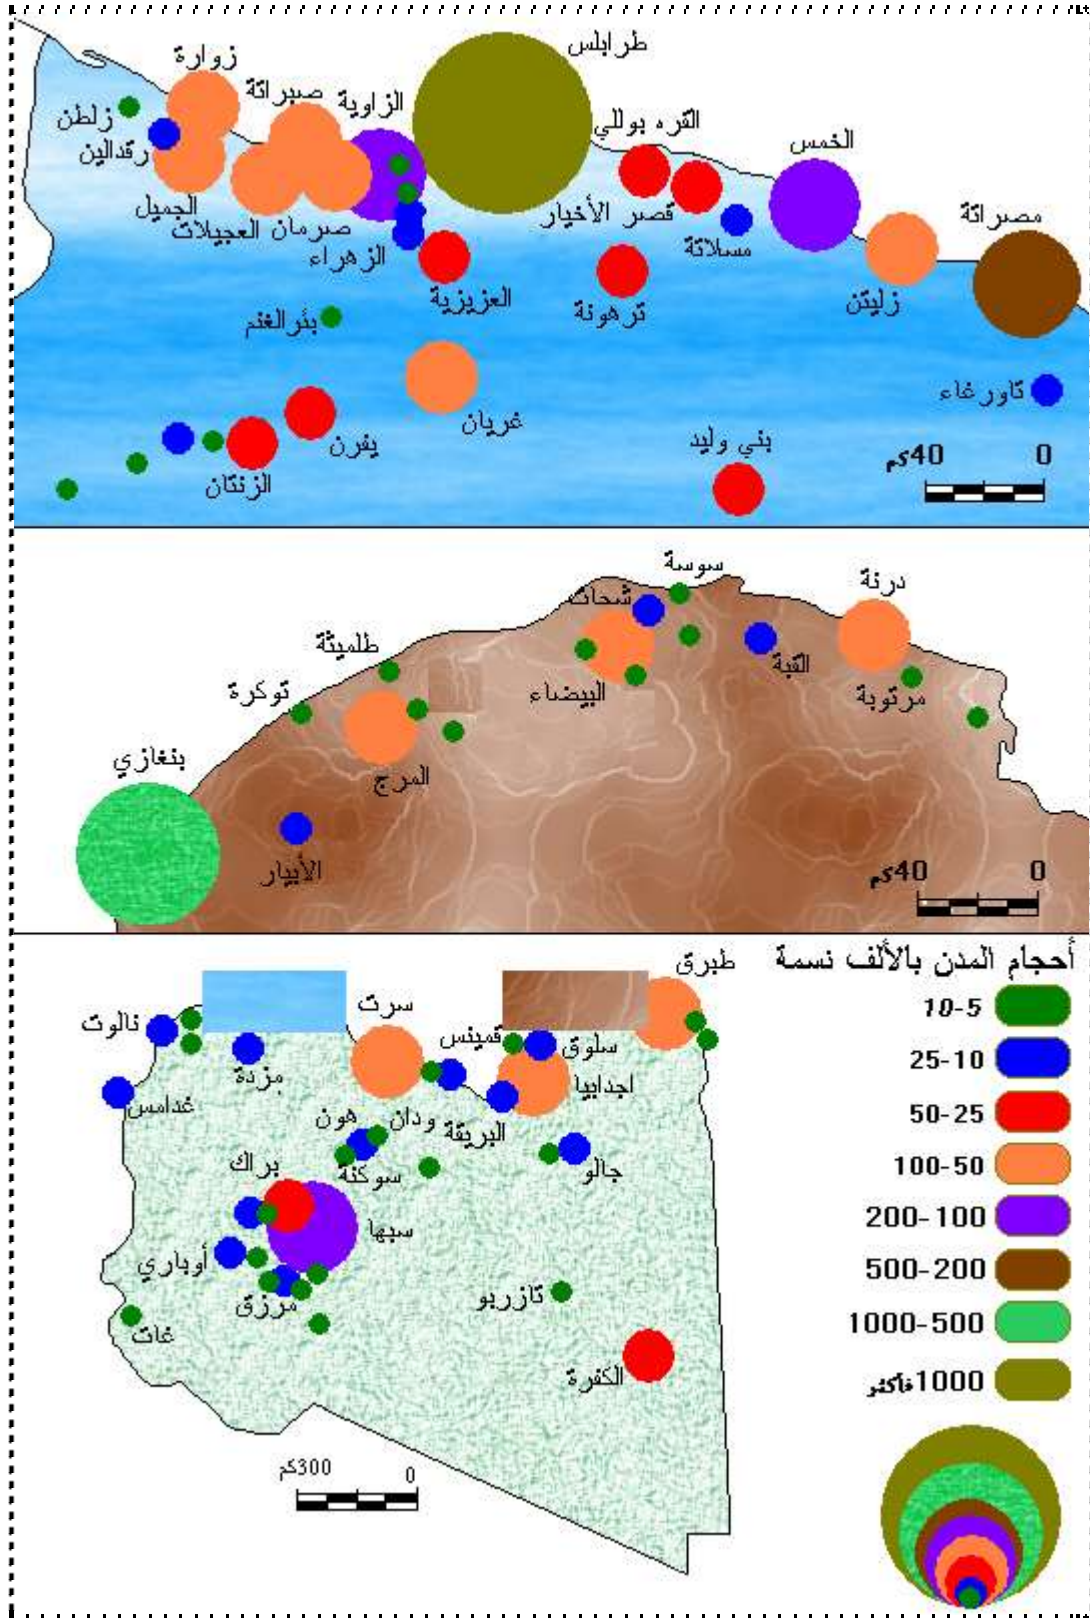 طرابلس
زوارة
صبراتة
الزاوية
القره بوللي
الخمس
زلطن
رقدالين
مصراتة
الجميل
صرمان العجيلات
قصر الأخيار
مسلاتة
الزهراء
العزيزية
ترهونة
زليتن
بئر الغنم
تاورغاء
غريان
يفرن
بني وليد
الزنتان
40كم 0
سوسة
درنة
شحات
طلميثة
القبة
البيضاء
مرتوبة
توكرة
بنغازي
المرج
الأبيار
40كم 0
أحجام المدن بالألف نسمة
10-5
25-10
50-25
100-50
200-100
500-200
1000-500
1000فأكثر
طبرق
سرت
نالوت
قمينس
سلوق
مزدة
اجدابيا
غدامس
هون
ودان
البريقة
براك
سوكنة
جالو
سبها
أوباري
مرزق
تازربو
غات
الكفرة
300كم 0